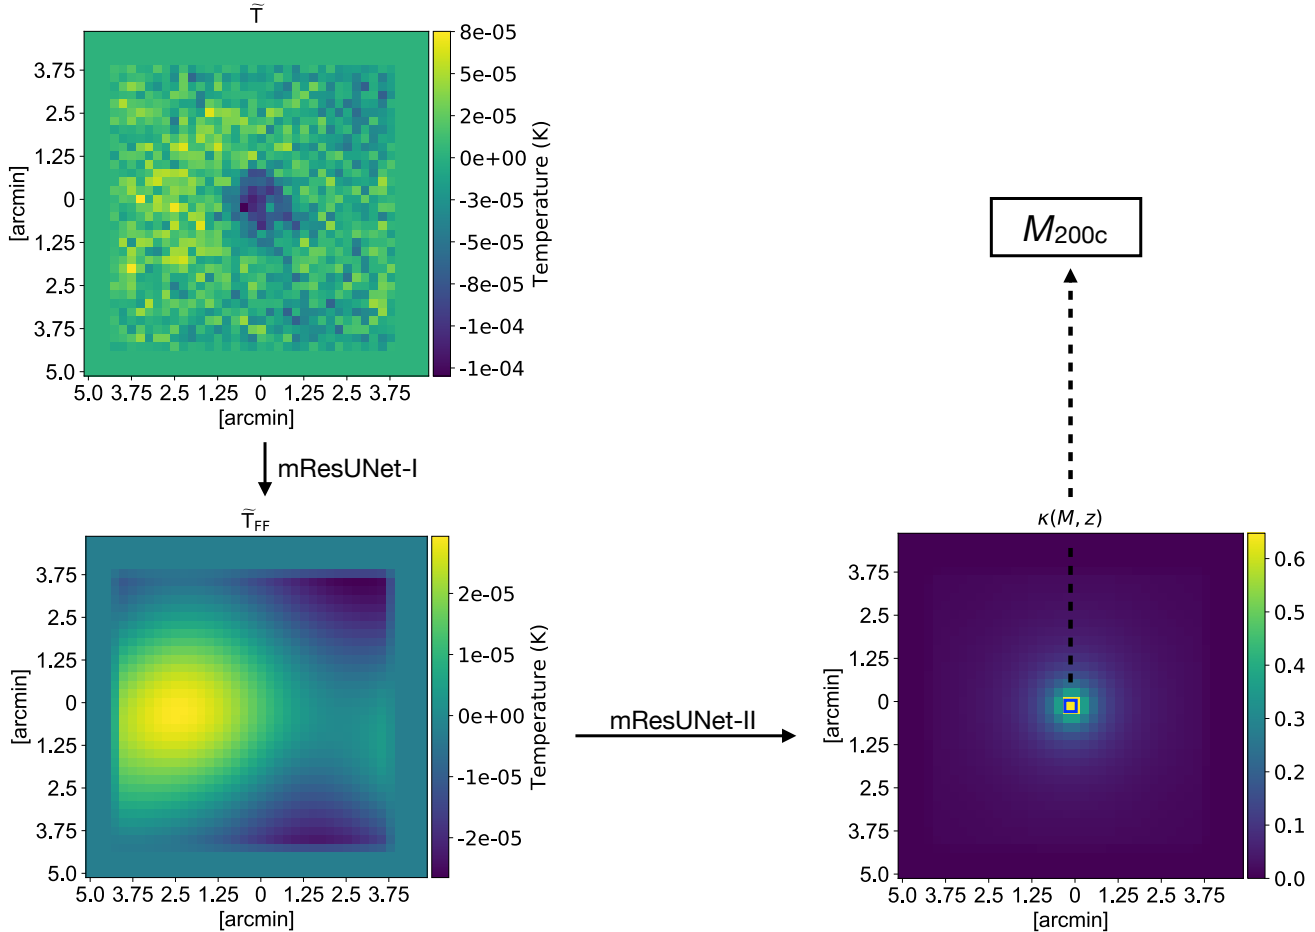 T̃
8e-05
5e-05
2e-05
0e+00
-3e-05
-5e-05
-8e-05
-1e-04
-1e-04
Temperature (K)
3.75
2.5
1.25
0
1.25
2.5
3.75
5.0
[arcmin]
5.0 3.75 2.5 1.25 0 1.25 2.5 3.75
[arcmin]
mResUNet-I
T̃FF
2e-05
1e-05
0e+00
-1e-05
-2e-05
Temperature (K)
3.75
2.5
1.25
0
1.25
2.5
3.75
5.0
[arcmin]
5.0 3.75 2.5 1.25 0 1.25 2.5 3.75
[arcmin]
mResUNet-II
M200c
κ(M, z)
0.6
0.5
0.4
0.3
0.2
0.1
0.0
3.75
2.5
1.25
0
1.25
2.5
3.75
5.0
[arcmin]
5.0 3.75 2.5 1.25 0 1.25 2.5 3.75
[arcmin]